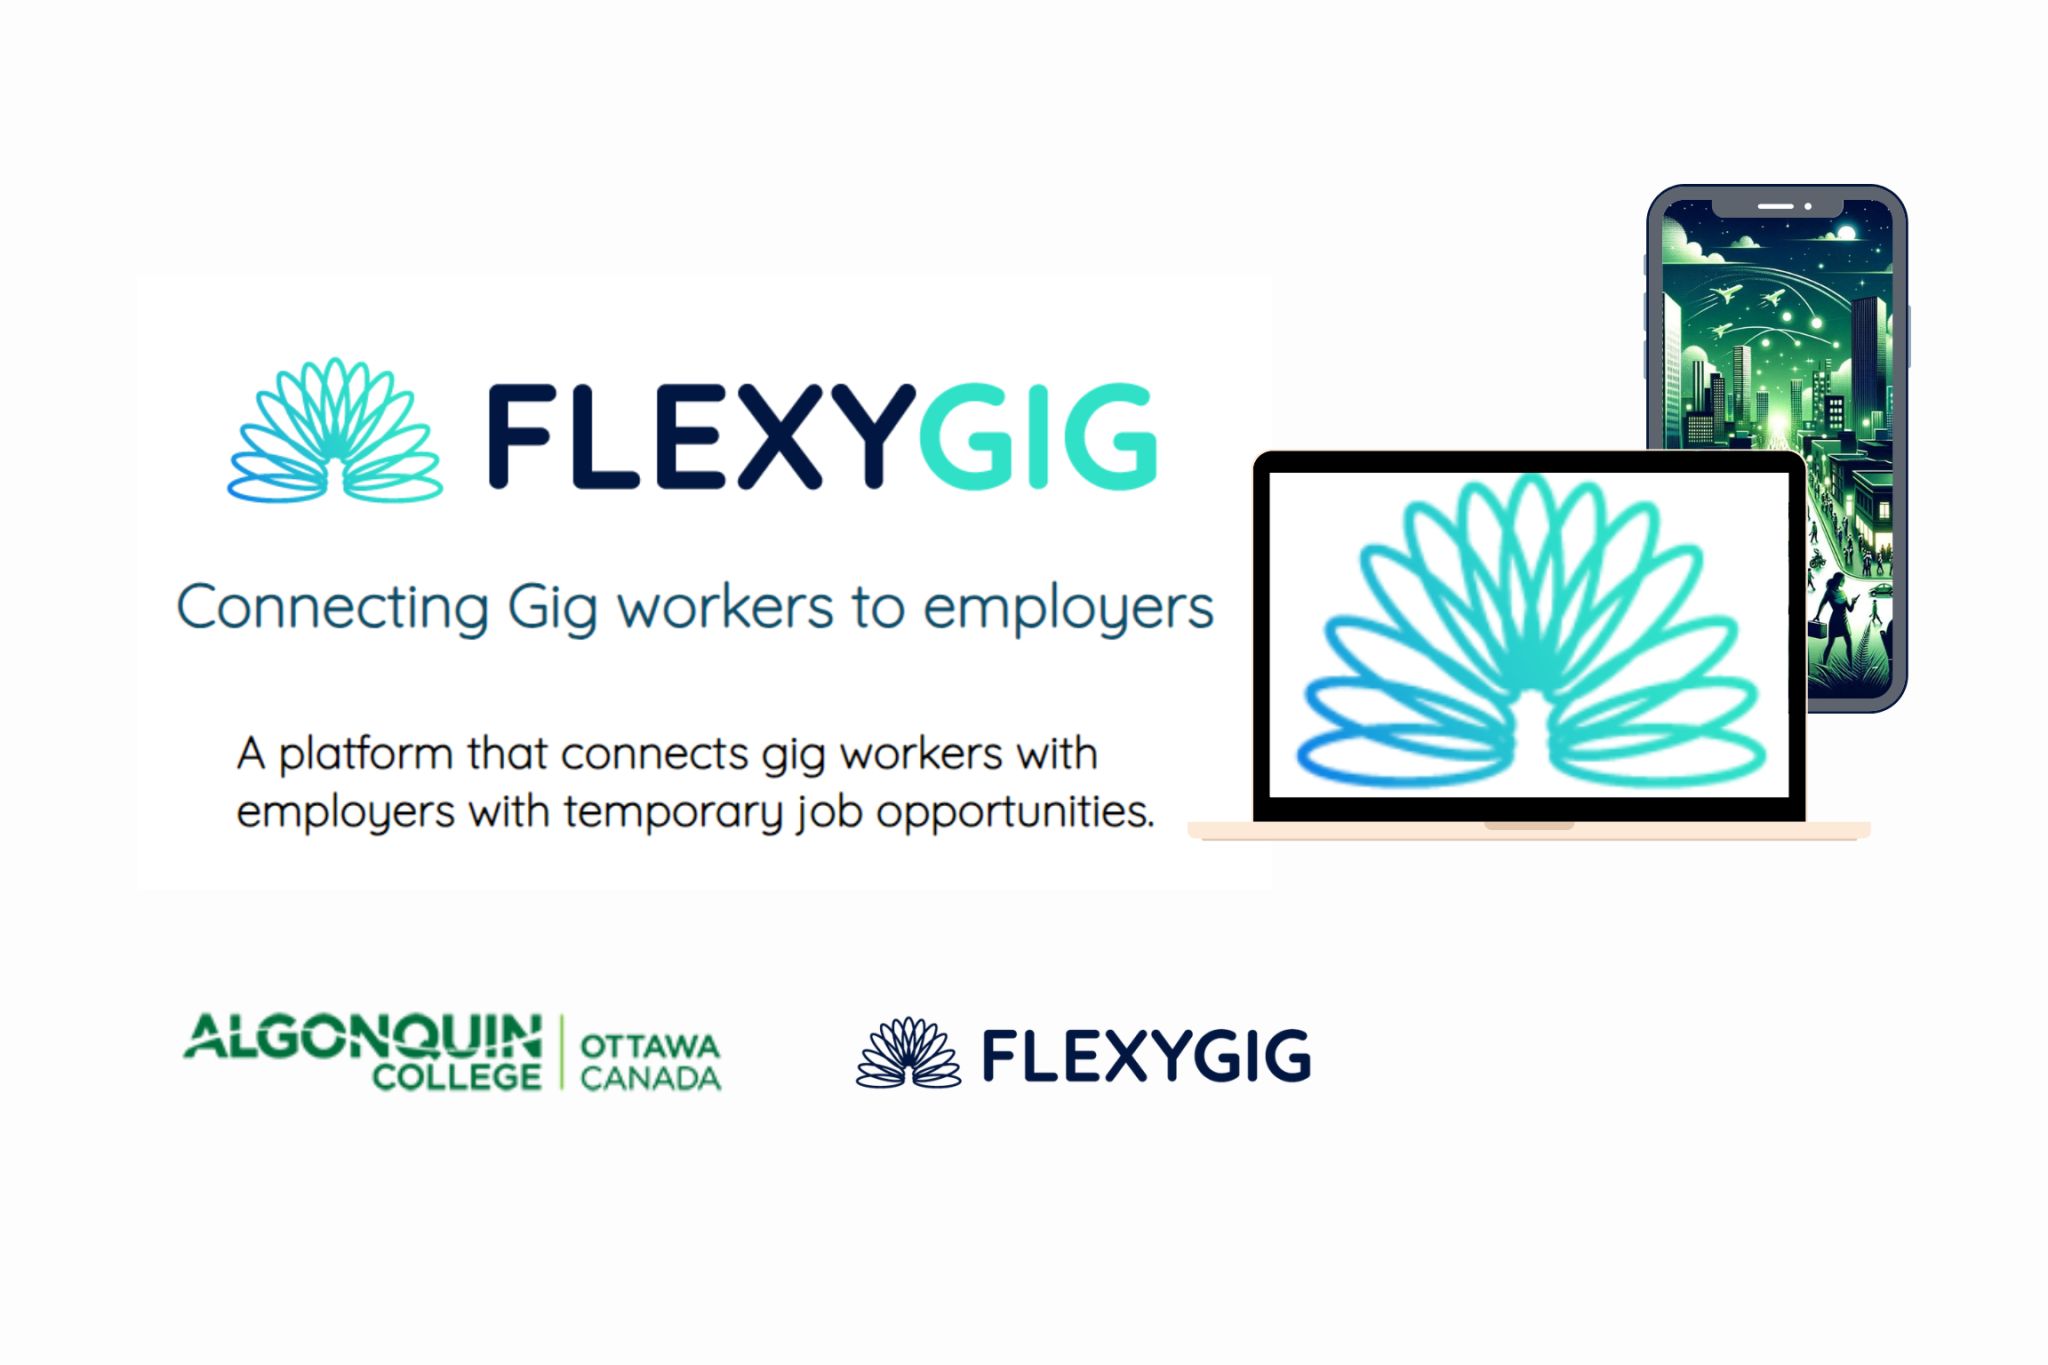 FLEXYGIG
Connecting Gig workers to employers
A platform that connects gig workers with
employers with temporary job opportunities.
ALGONQUIN
COLLEGE
OTTAWA
CANADA
FLEXYGIG